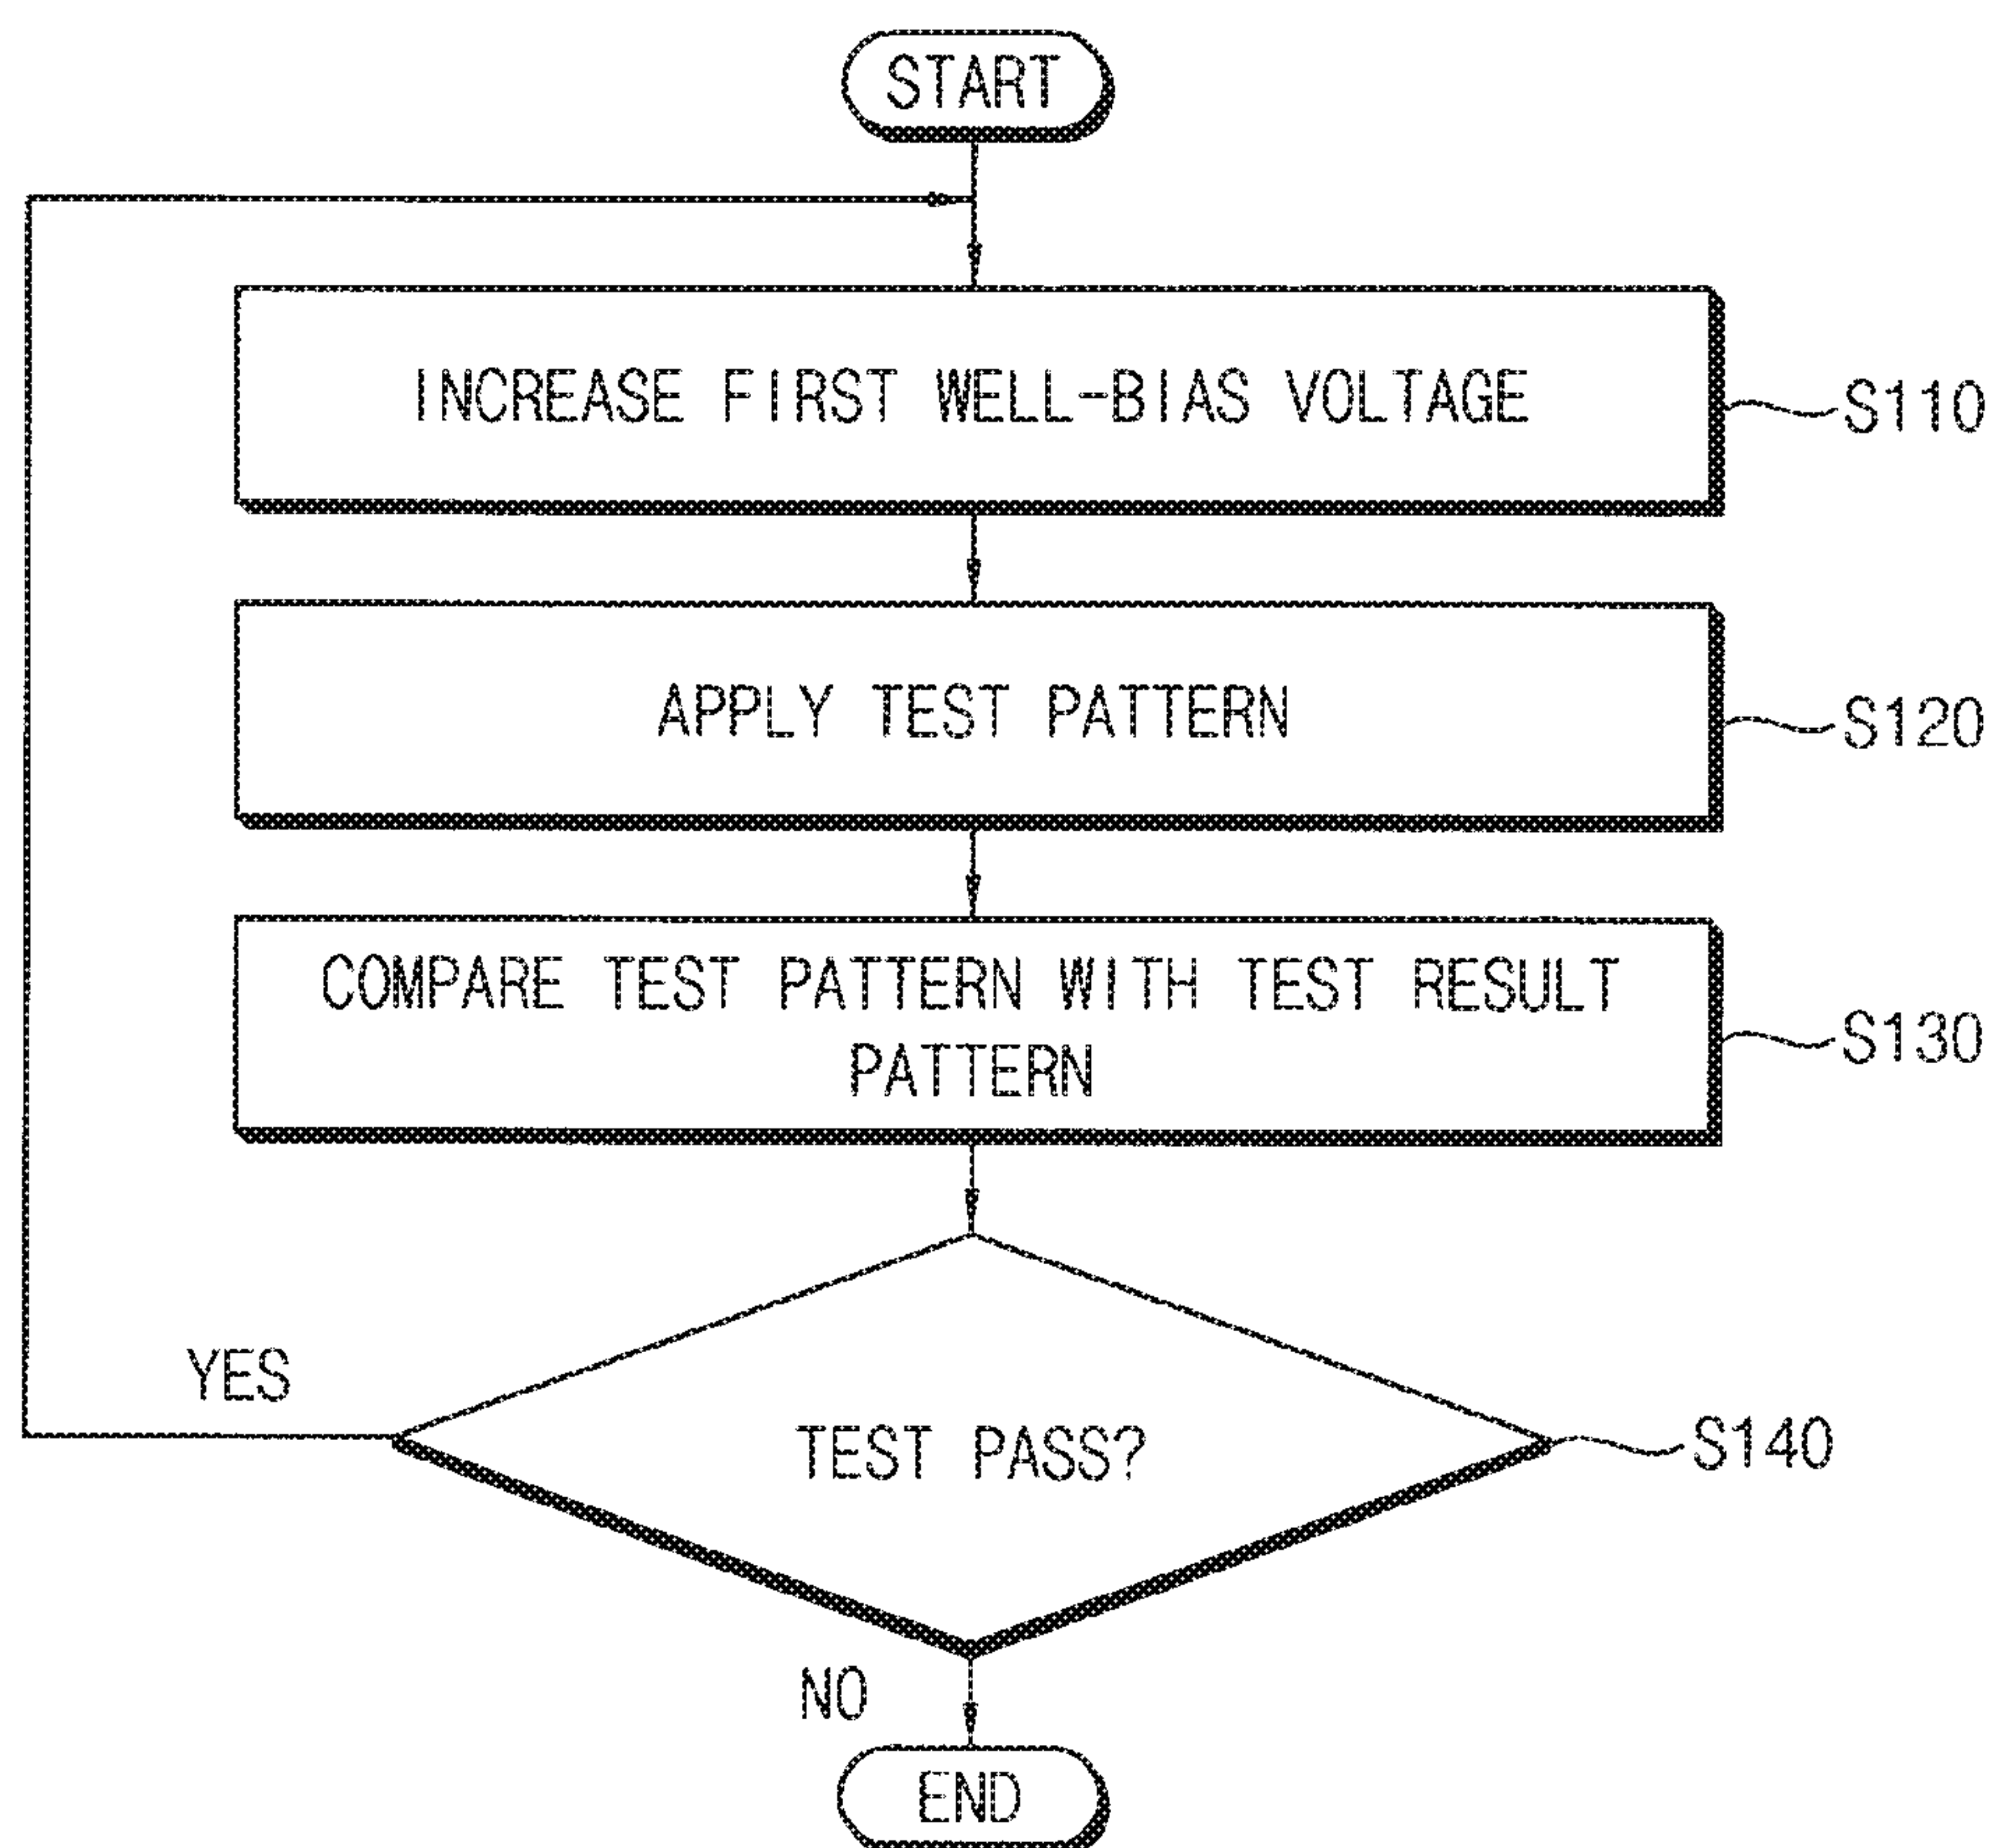 START
INCREASE FIRST WELL-BIAS VOLTAGE
S110
APPLY TEST PATTERN
S120
COMPARE TEST PATTERN WITH TEST RESULT
PATTERN
S130
YES
TEST PASS?
S140
NO
END